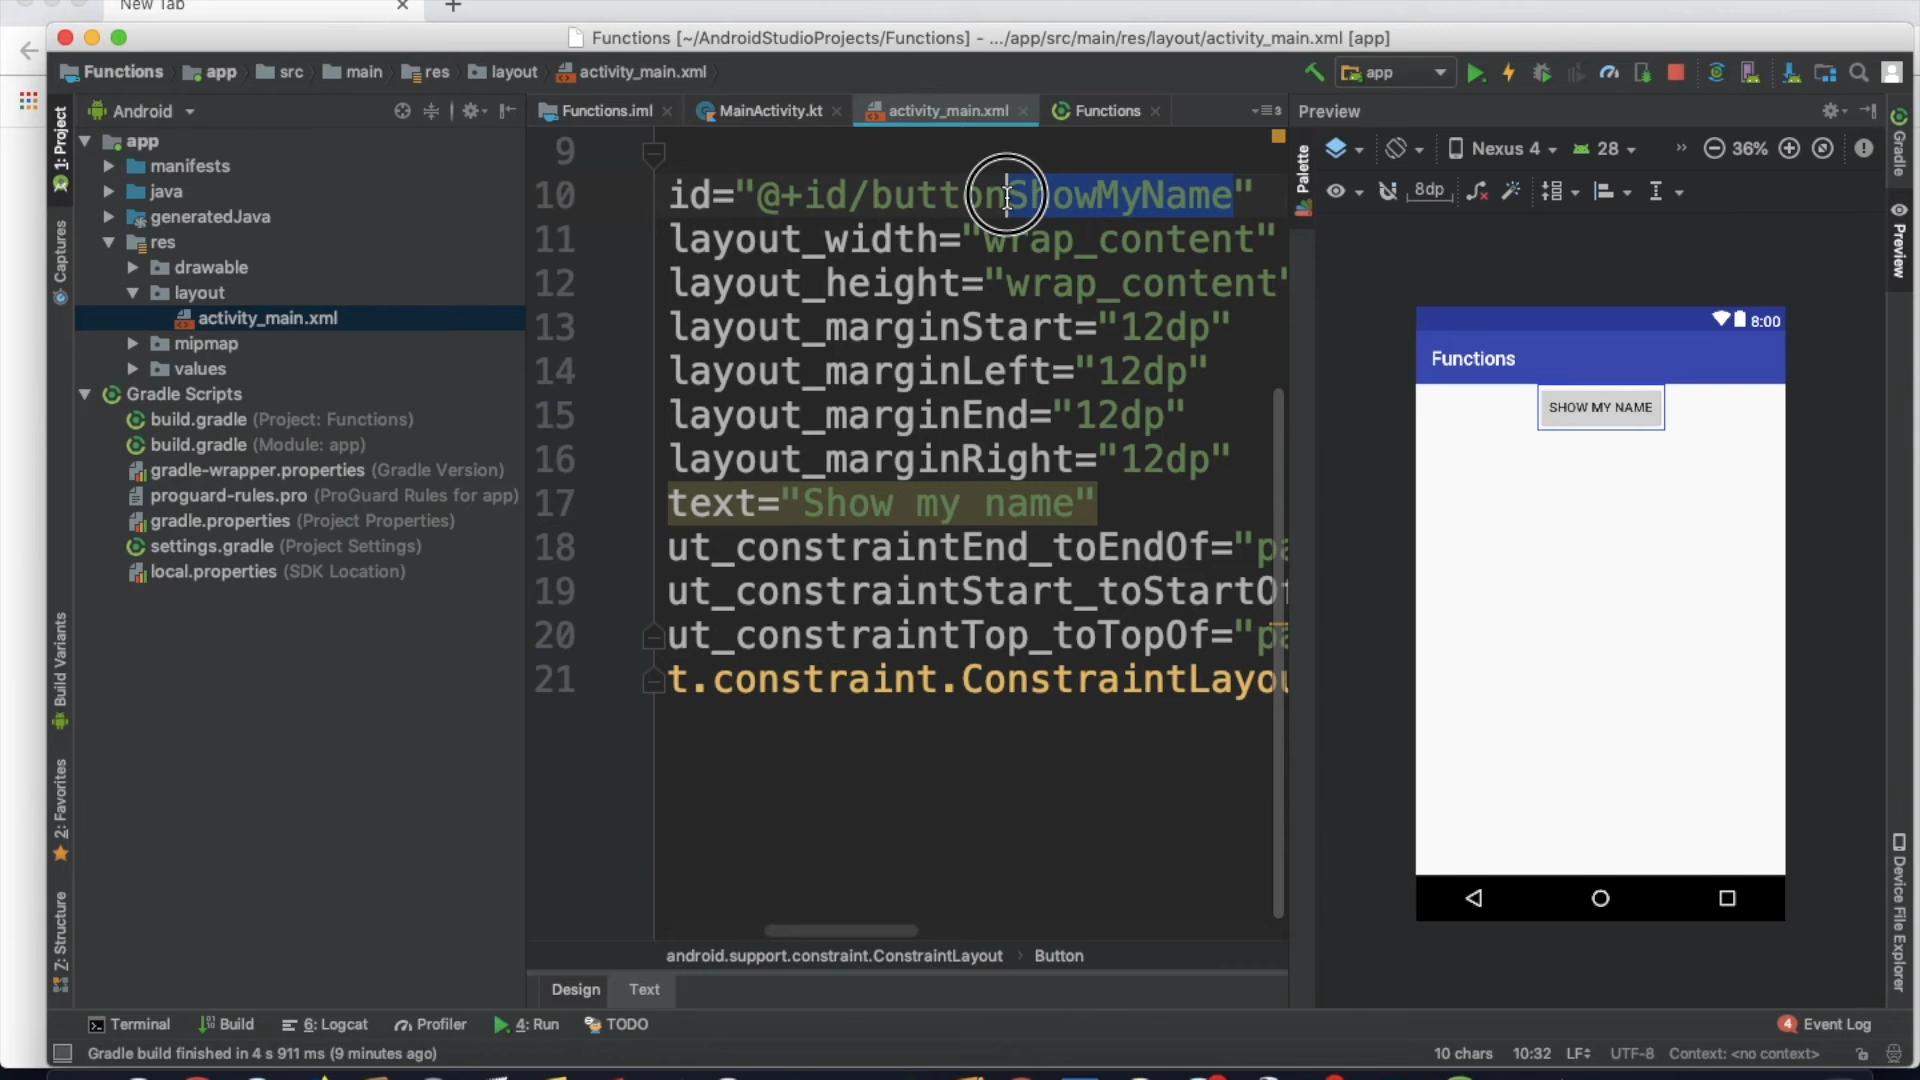 New Tab
Functions [~/AndroidStudioProjects/Functions] - .../app/src/main/res/layout/activity_main.xml [app]
Functions app src main res layout activity_main.xml
app
Android
Functions.iml MainActivity.kt activity_main.xml Functions
3
Preview
1: Project
Captures
Build Variants
2: Favorites
Z: Structure
app
manifests
java
generatedJava
res
drawable
layout
activity_main.xml
mipmap
values
Gradle Scripts
build.gradle (Project: Functions)
build.gradle (Module: app)
gradle-wrapper.properties (Gradle Version)
proguard-rules.pro (ProGuard Rules for app)
gradle.properties (Project Properties)
settings.gradle (Project Settings)
local.properties (SDK Location)
9
10 id="@+id/buttonShowMyName"
11 layout_width="wrap_content"
12 layout_height="wrap_content"
13 layout_marginStart="12dp"
14 layout_marginLeft="12dp"
15 layout_marginEnd="12dp"
16 layout_marginRight="12dp"
17 text="Show my name"
18 ut_constraintEnd_toEndOf="pa
19 ut_constraintStart_toStartOf
20 ut_constraintTop_toTopOf="pa
21 t.constraint.ConstraintLayou
android.support.constraint.ConstraintLayout Button
Design Text
Palette
Nexus 4 28 36%
8dp
8:00
Functions
SHOW MY NAME
Gradle
Preview
Device File Explorer
Terminal Build 6: Logcat Profiler 4: Run TODO
4 Event Log
Gradle build finished in 4 s 911 ms (9 minutes ago)
10 chars 10:32 LF UTF-8 Context: <no context>